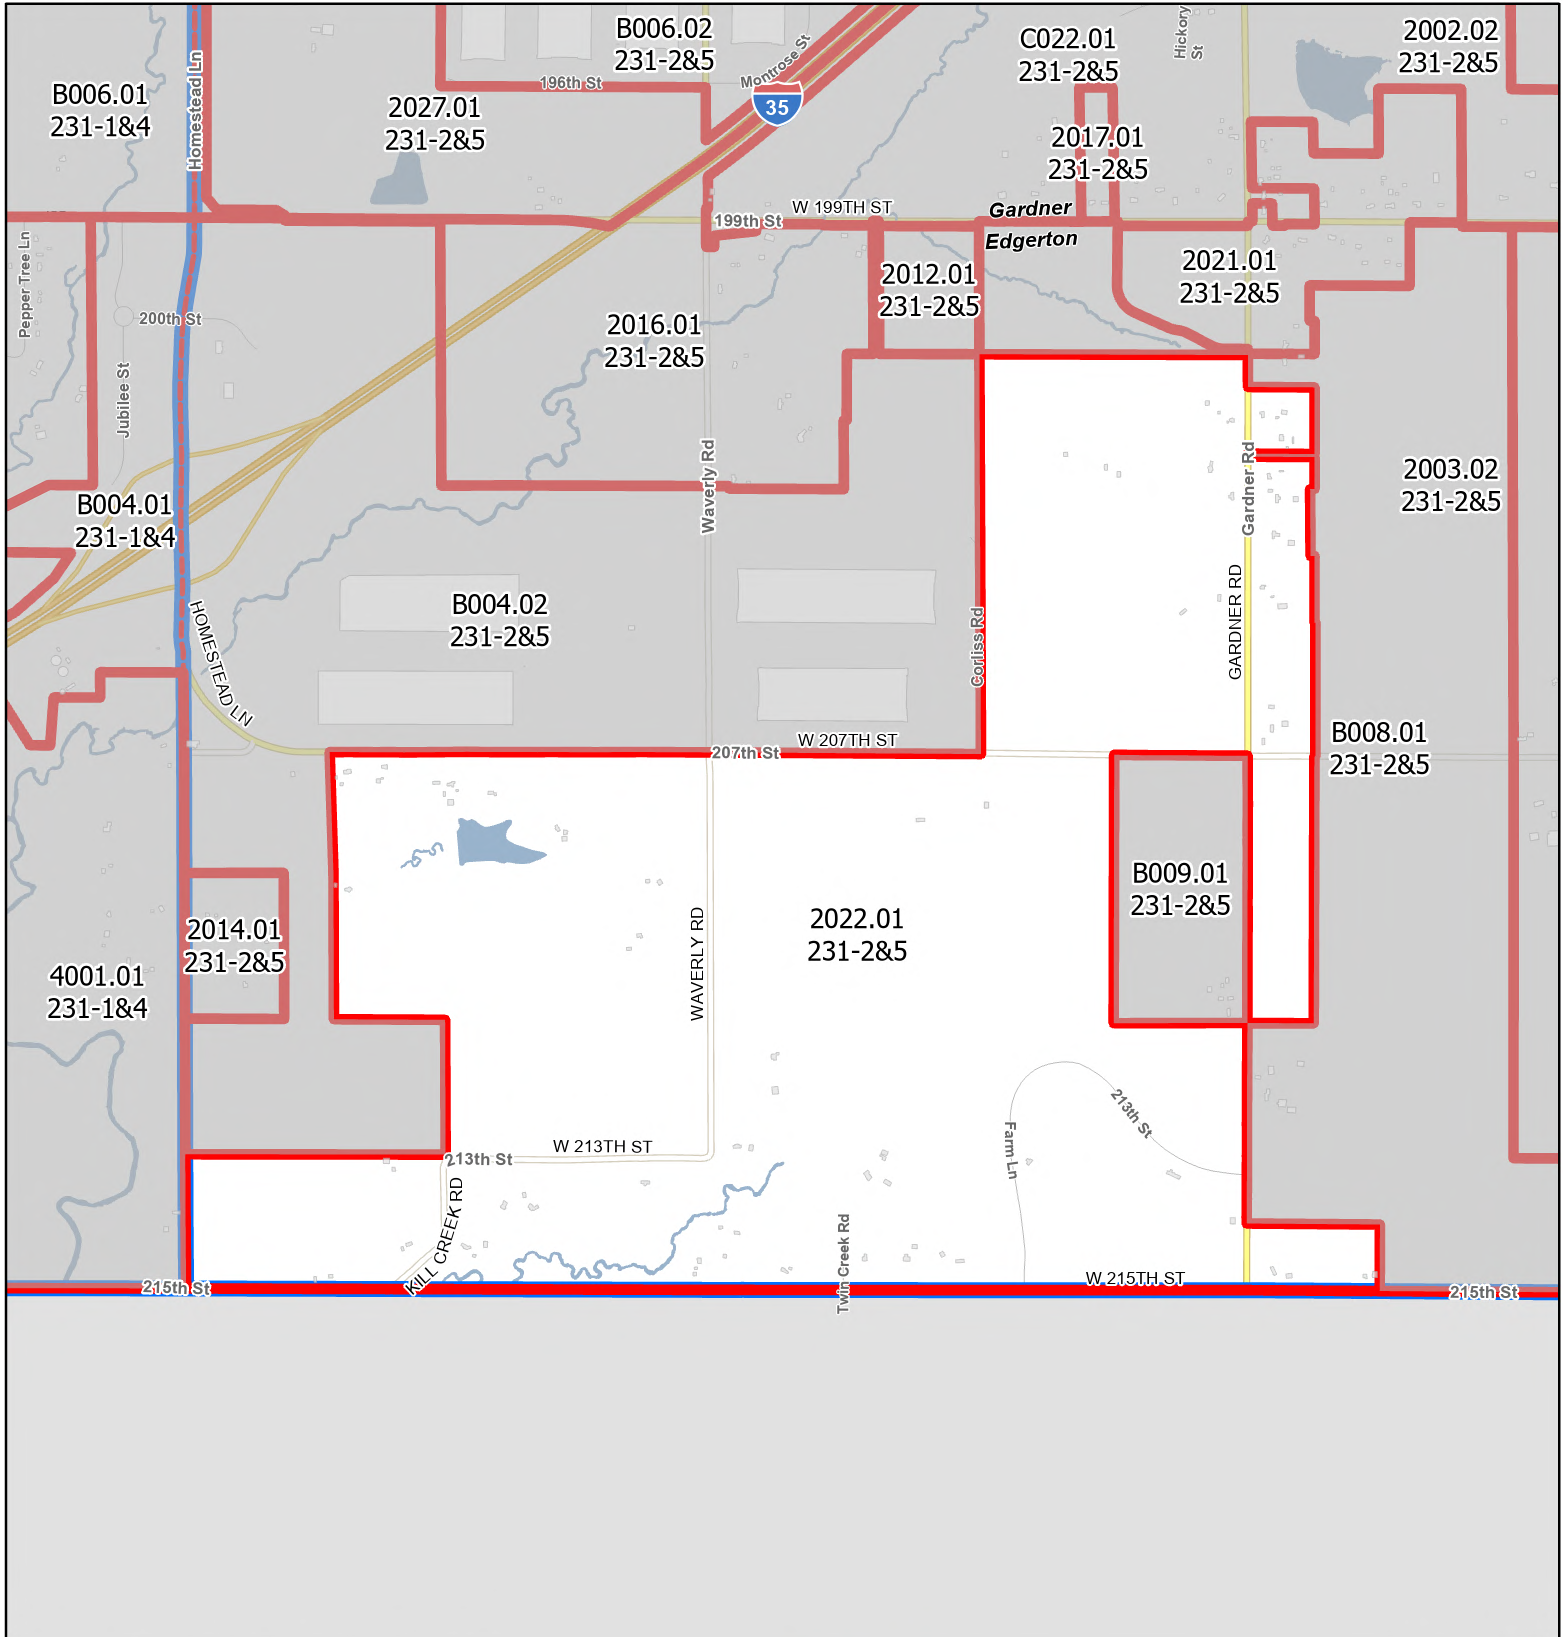 B006.02
231-2&5
C022.01
231-2&5
Hickory
St
2002.02
231-2&5
Homestead Ln
Montrose St
196th St
B006.01
231-1&4
2027.01
231-2&5
35
2017.01
231-2&5
W 199TH ST
199th St
Gardner
Edgerton
Pepper Tree Ln
2012.01
231-2&5
2021.01
231-2&5
200th St
2016.01
231-2&5
Jubilee St
Waverly Rd
Gardner Rd
2003.02
231-2&5
B004.01
231-1&4
B004.02
231-2&5
HOMESTEAD LN
Corliss Rd
GARDNER RD
W 207TH ST
207th St
B008.01
231-2&5
B009.01
231-2&5
2022.01
231-2&5
WAVERLY RD
2014.01
231-2&5
4001.01
231-1&4
213th St
Farm Ln
W 213TH ST
213th St
KILL CREEK RD
Twin Creek Rd
W 215TH ST
215th St
215th St